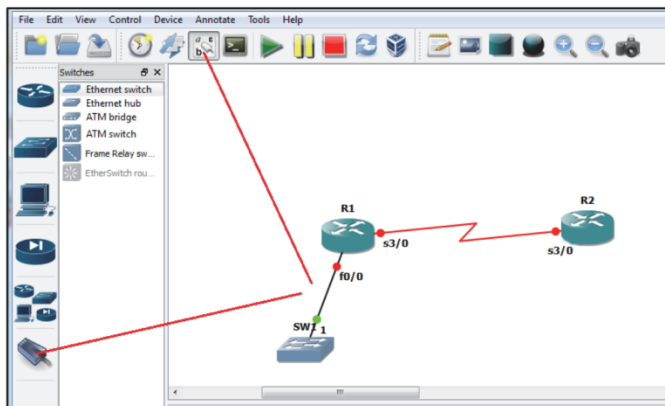 File Edit View Control Device Annotate Tools Help
Switches
Ethernet switch
Ethernet hub
ATM bridge
ATM switch
Frame Relay sw...
EtherSwitch rou...
R1
R2
s3/0
s3/0
f0/0
SW1 1